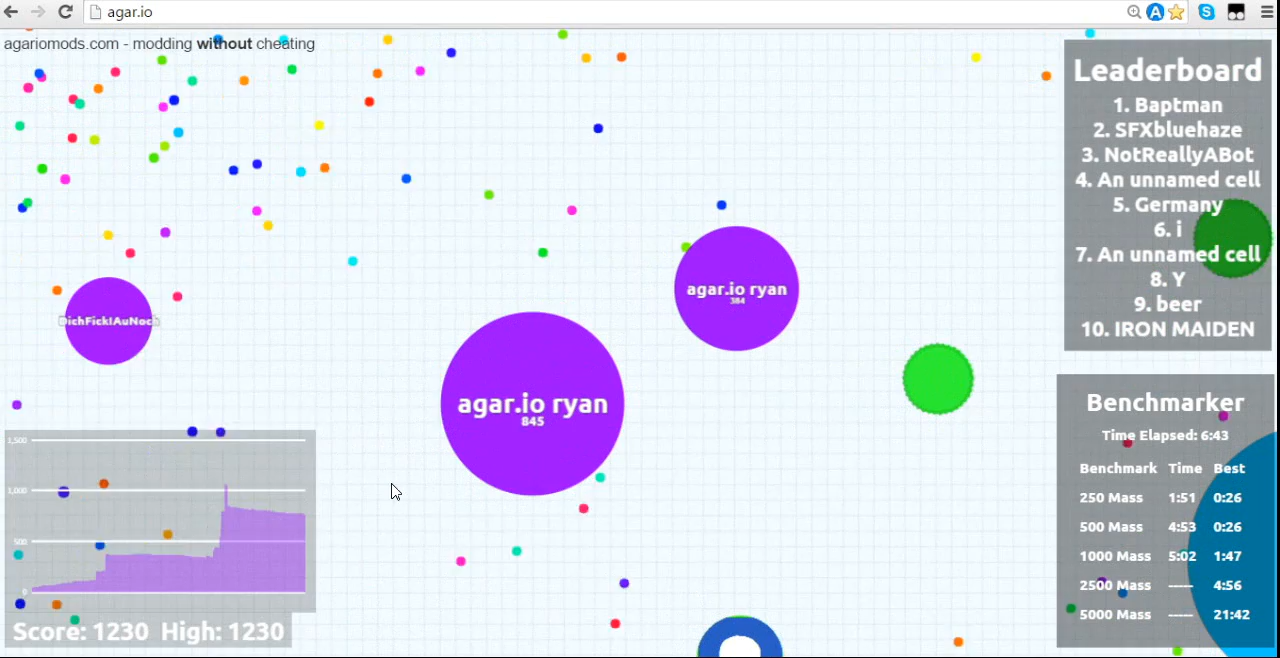 agar.io
agariomods.com - modding without cheating
Leaderboard
1. Baptman
2. SFXbluehaze
3. NotReallyABot
4. An unnamed cell
5. Germany
6. i
7. An unnamed cell
8. Y
9. beer
10. IRON MAIDEN
agar.io ryan
384
DichFickIAuNoch
agar.io ryan
845
Benchmarker
Time Elapsed: 6:43
Benchmark Time Best
250 Mass 1:51 0:26
500 Mass 4:53 0:26
1000 Mass 5:02 1:47
2500 Mass ----- 4:56
5000 Mass ----- 21:42
1,500
1,000
500
0
Score: 1230 High: 1230